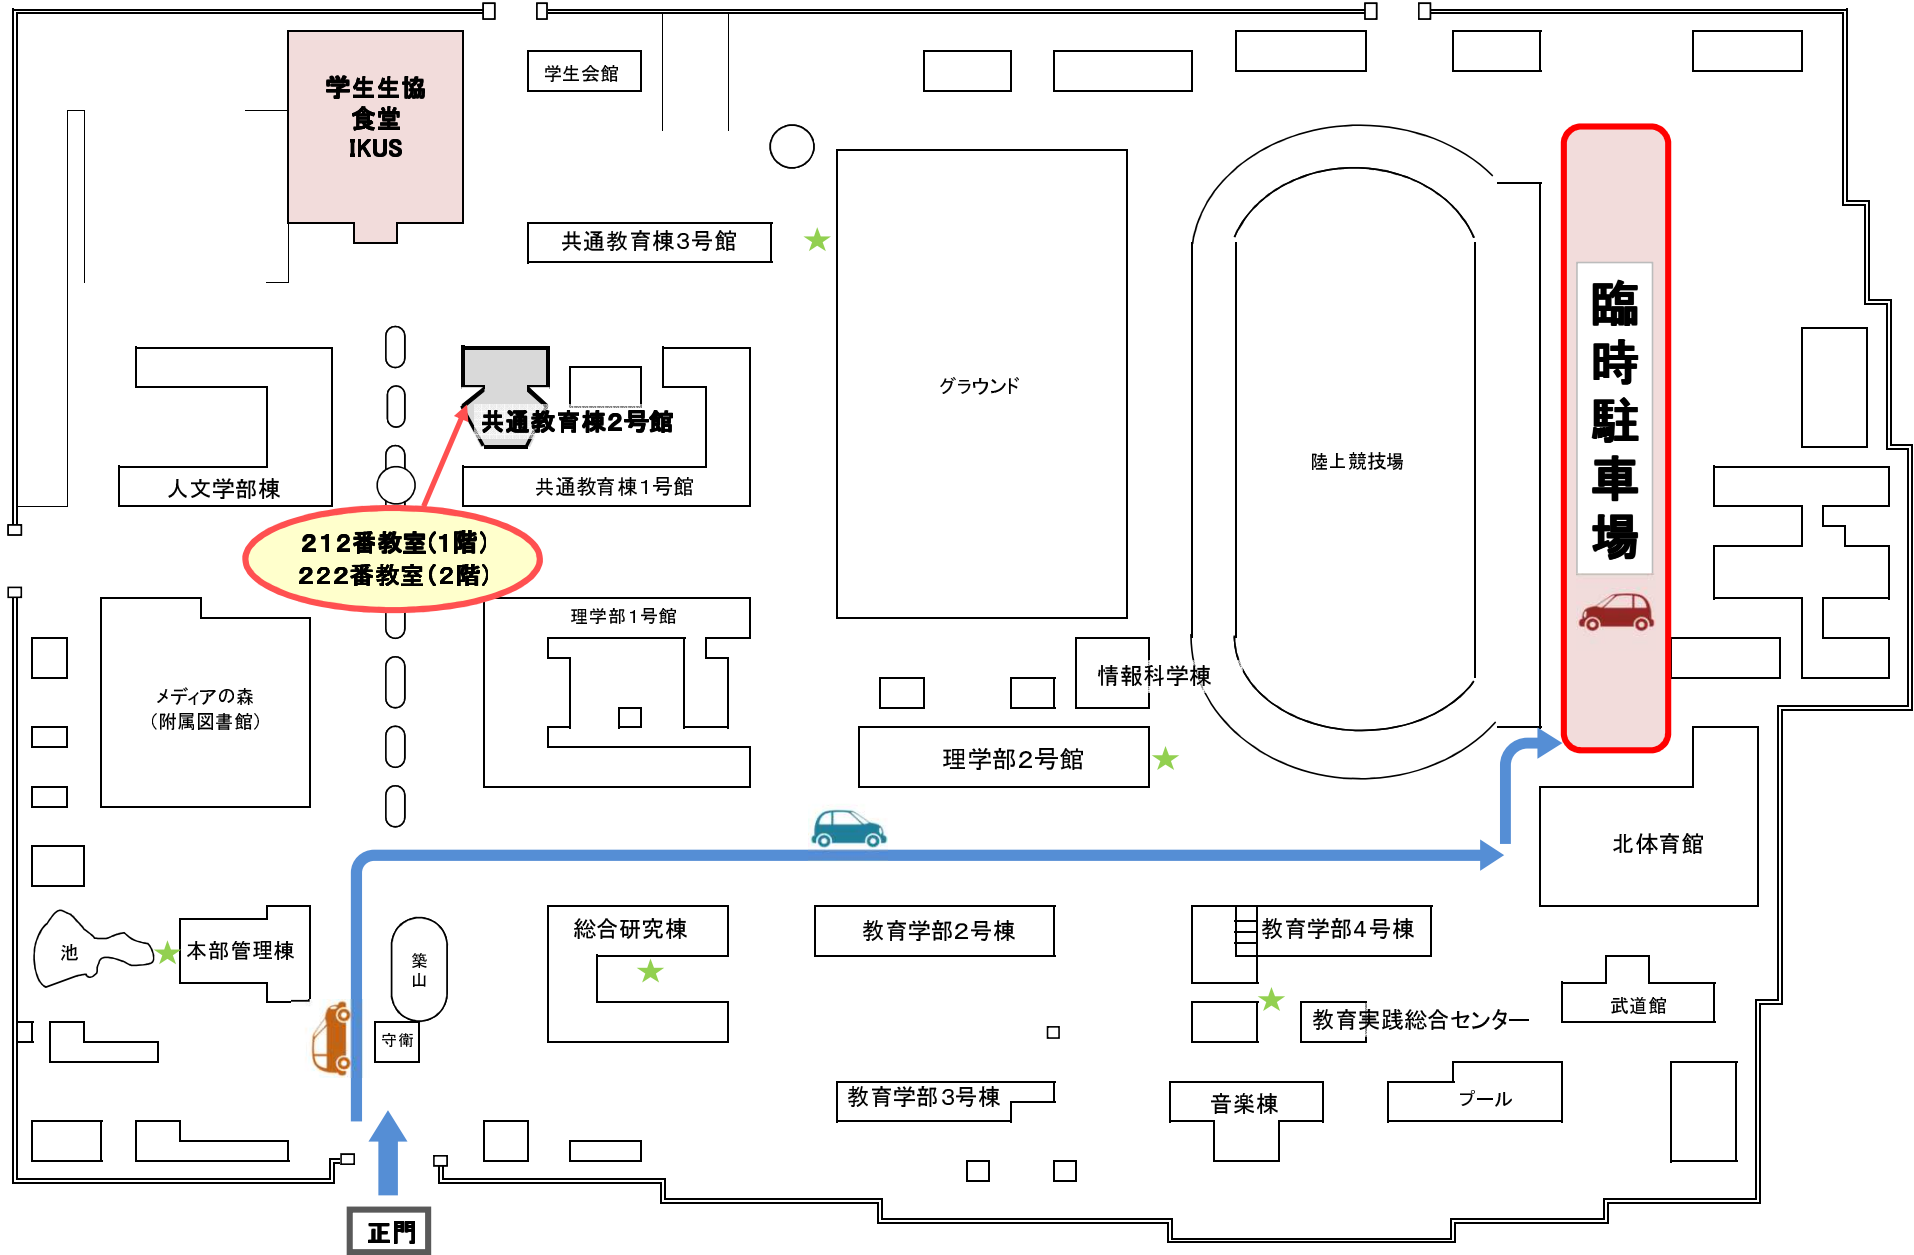 学生生協
食堂
IKUS
学生会館
共通教育棟3号館
グラウンド
陸上競技場
臨時駐車場
共通教育棟2号館
人文学部棟
共通教育棟1号館
212番教室(1階)
222番教室(2階)
理学部1号館
メディアの森
(附属図書館)
情報科学棟
理学部2号館
北体育館
池
本部管理棟
築山
守衛
総合研究棟
教育学部2号棟
教育学部4号棟
武道館
教育実践総合センター
教育学部3号棟
音楽棟
プール
正門